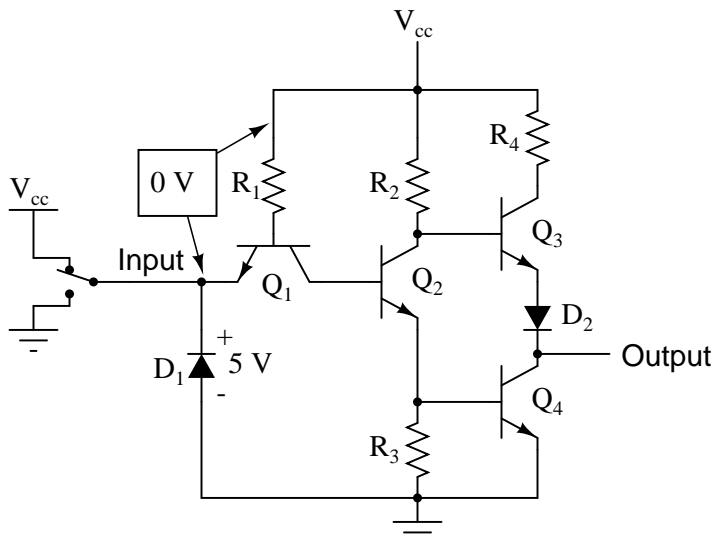 Vcc
R4
R1
R2
0 V
Vcc
Q3
Input
Q1
Q2
D2
Output
D1
+
5 V
-
Q4
R3